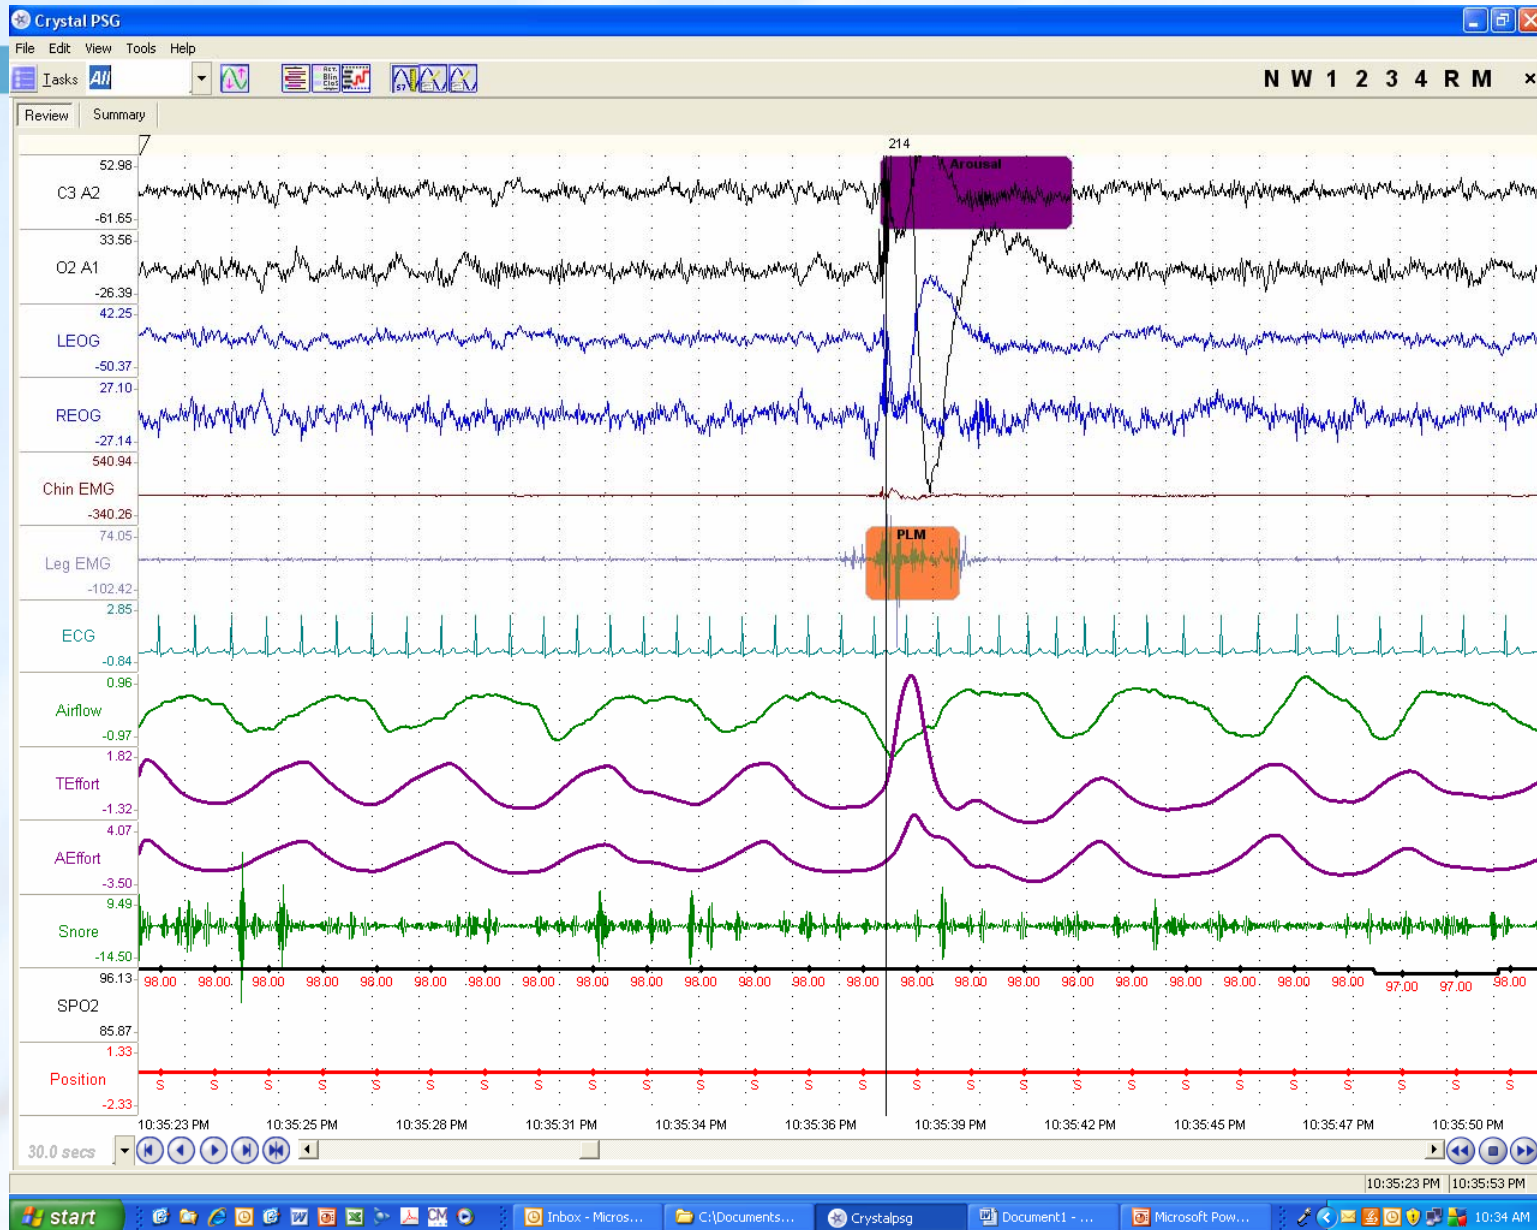 Crystal PSG
File Edit View Tools Help
Tasks All N W 1 2 3 4 R M ×
Review Summary
214
Arousal
52.98
C3 A2
-61.65
33.56
O2 A1
-26.39
42.25
LEOG
-50.37
27.10
REOG
-27.14
540.94
Chin EMG
-340.26
74.05
PLM
Leg EMG
-102.42
2.85
ECG
-0.84
0.96
Airflow
-0.97
1.82
TEffort
-1.32
4.07
AEffort
-3.50
9.49
Snore
-14.50
96.13
98.00 98.00 98.00 98.00 98.00 98.00 98.00 98.00 98.00 98.00 98.00 98.00 98.00 98.00 98.00 98.00 98.00 98.00 98.00 98.00 98.00 98.00 98.00 97.00 97.00 98.00
SPO2
85.87
1.33
Position
S S S S S S S S S S S S S S S S S S S S S S S S S S
-2.33
10:35:23 PM 10:35:25 PM 10:35:28 PM 10:35:31 PM 10:35:34 PM 10:35:36 PM 10:35:39 PM 10:35:42 PM 10:35:45 PM 10:35:47 PM 10:35:50 PM
30.0 secs
10:35:23 PM 10:35:53 PM
start Inbox - Micros... C:\Documents... Crystalpsg Document1 - ... Microsoft Pow... 10:34 AM